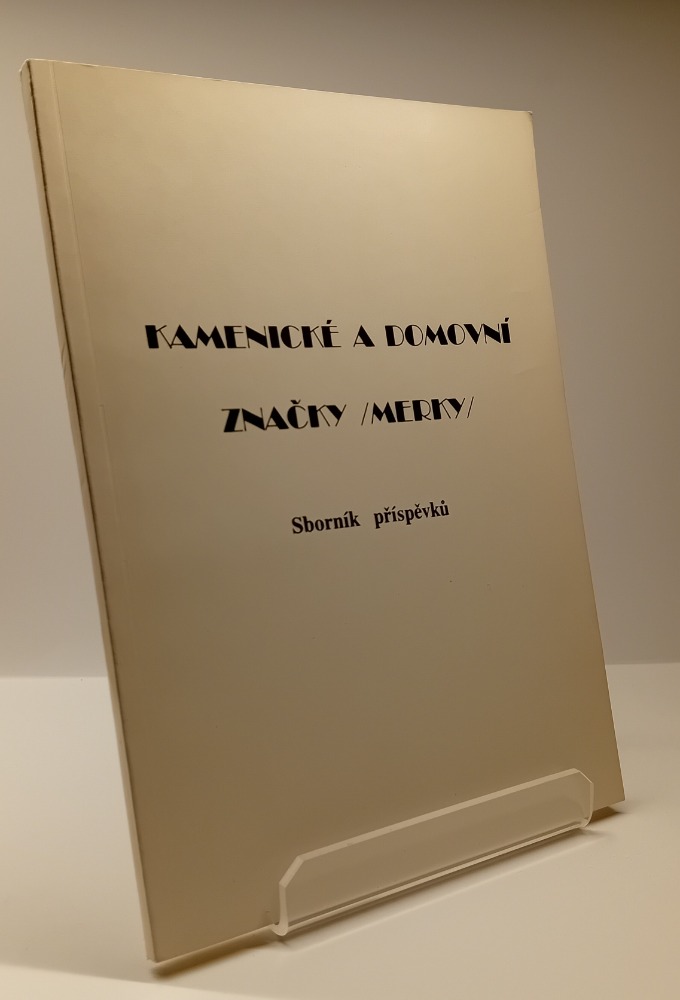 KAMENICKÉ A DOMOVNÍ
ZNAČKY /MERKY/
Sborník příspěvků